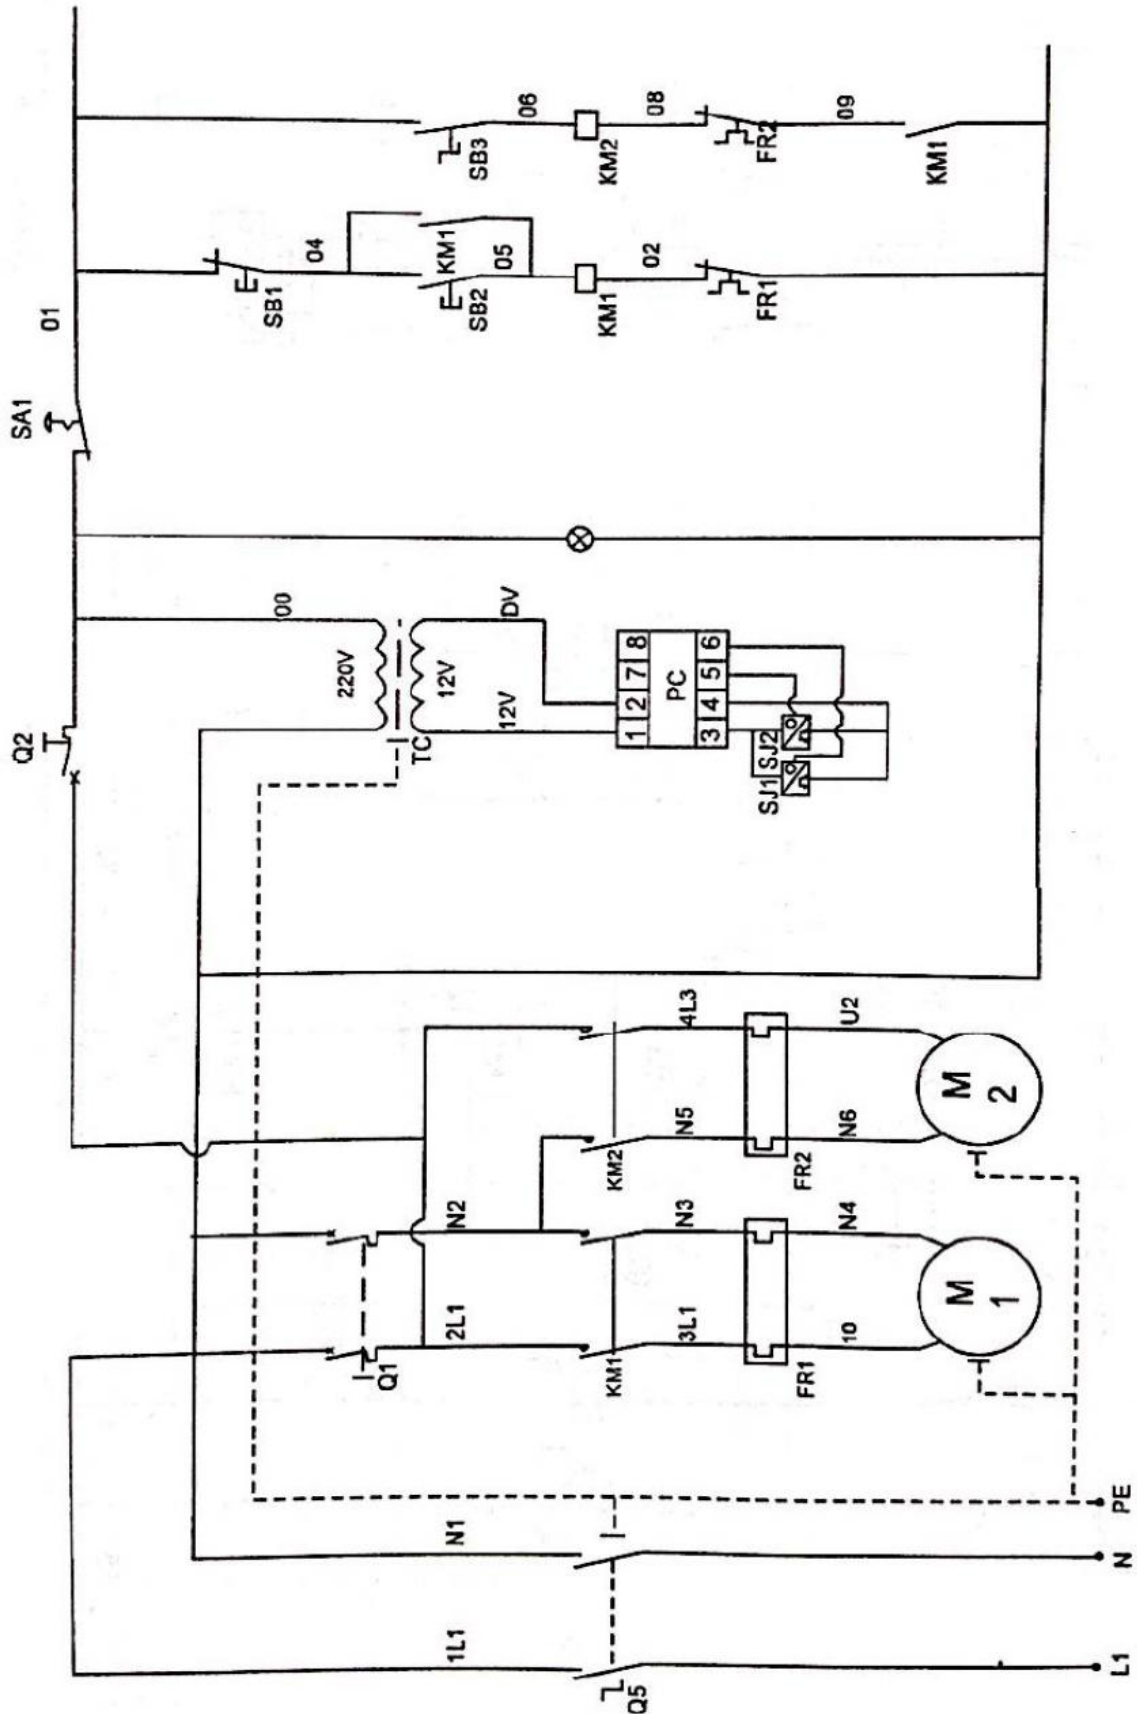 L1
N
PE
Q5
1L1
N1
Q1
2L1
N2
KM1
KM2
3L1
N3
N5
4L3
FR1
FR2
10
N4
N6
U2
M
1
M
2
Q2
00
220V
TC
12V
12V
DV
1 2 7 8
PC
3 4 5 6
SJ1
SJ2
SA1
01
SB1
04
SB2
KM1
05
KM1
02
FR1
SB3
06
KM2
08
FR2
09
KM1